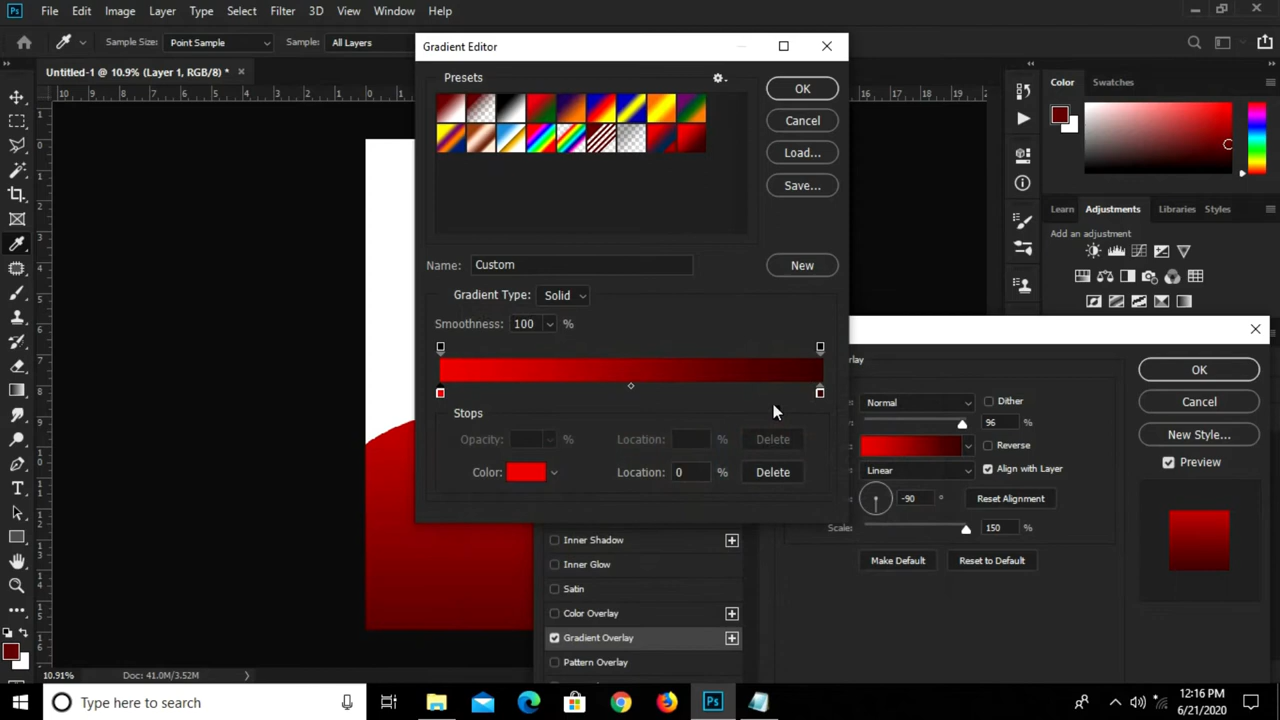 Ps File Edit Image Layer Type Select Filter 3D View Window Help
Sample Size: Point Sample Sample: All Layers
Untitled-1 @ 10.9% (Layer 1, RGB/8) *
Gradient Editor
Presets
OK
Cancel
Load...
Save...
Name: Custom
New
Gradient Type: Solid
Smoothness: 100 %
Stops
Opacity: % Location: % Delete
Color: Location: 0 % Delete
Color Swatches
Learn Adjustments Libraries Styles
Add an adjustment
Normal
Dither
96 %
Reverse
Linear
Align with Layer
-90 °
Reset Alignment
Scale: 150 %
Make Default Reset to Default
OK
Cancel
New Style...
Preview
Inner Shadow
Inner Glow
Satin
Color Overlay
Gradient Overlay
Pattern Overlay
10.91% Doc: 41.0M/3.52M
Type here to search
Ps
12:16 PM
6/21/2020